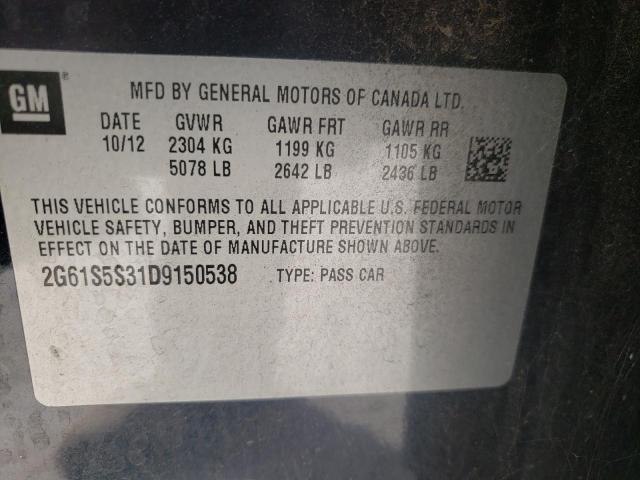 GM ®
MFD BY GENERAL MOTORS OF CANADA LTD.
DATE GVWR GAWR FRT GAWR RR
10/12 2304 KG 1199 KG 1105 KG
5078 LB 2642 LB 2436 LB
THIS VEHICLE CONFORMS TO ALL APPLICABLE U.S. FEDERAL MOTOR
VEHICLE SAFETY, BUMPER, AND THEFT PREVENTION STANDARDS IN
EFFECT ON THE DATE OF MANUFACTURE SHOWN ABOVE.
2G61S5S31D9150538 TYPE: PASS CAR